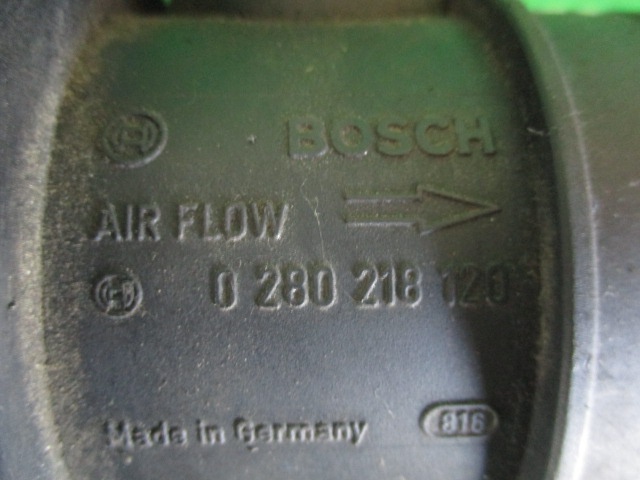 BOSCH
AIR FLOW
0 280 218 120
Made in Germany 816